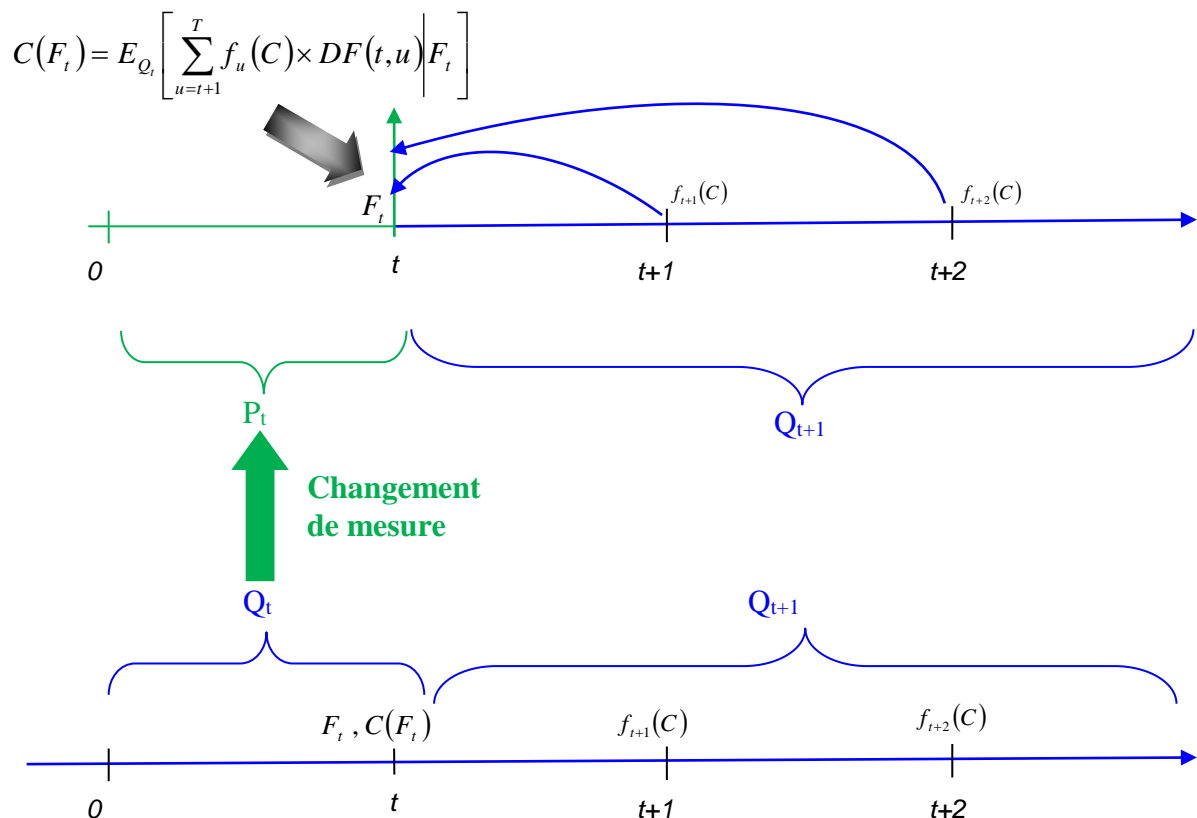 C(F_t) = E_{Q_t}[ \sum_{u=t+1}^{T} f_u(C) × DF(t,u) | F_t ]
F_t
f_{t+1}(C)
f_{t+2}(C)
0 t t+1 t+2
P_t
Q_{t+1}
Changement
de mesure
Q_t Q_{t+1}
F_t , C(F_t) f_{t+1}(C) f_{t+2}(C)
0 t t+1 t+2